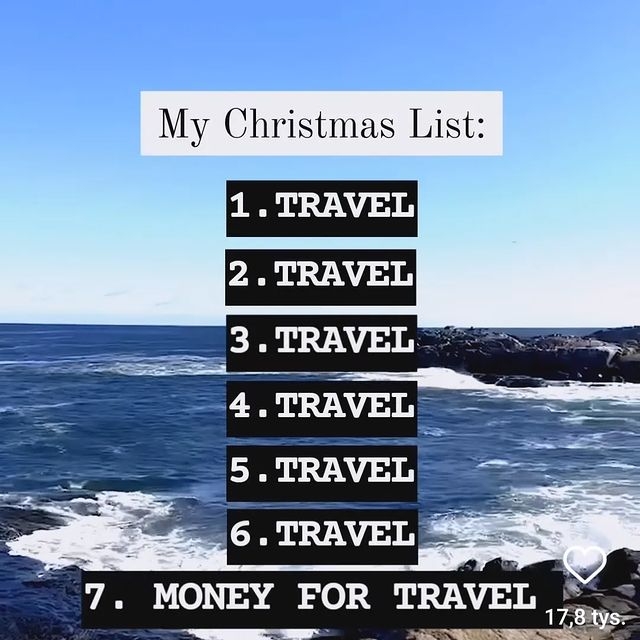 My Christmas List:
1.TRAVEL
2.TRAVEL
3.TRAVEL
4.TRAVEL
5.TRAVEL
6.TRAVEL
7. MONEY FOR TRAVEL
17,8 tys.